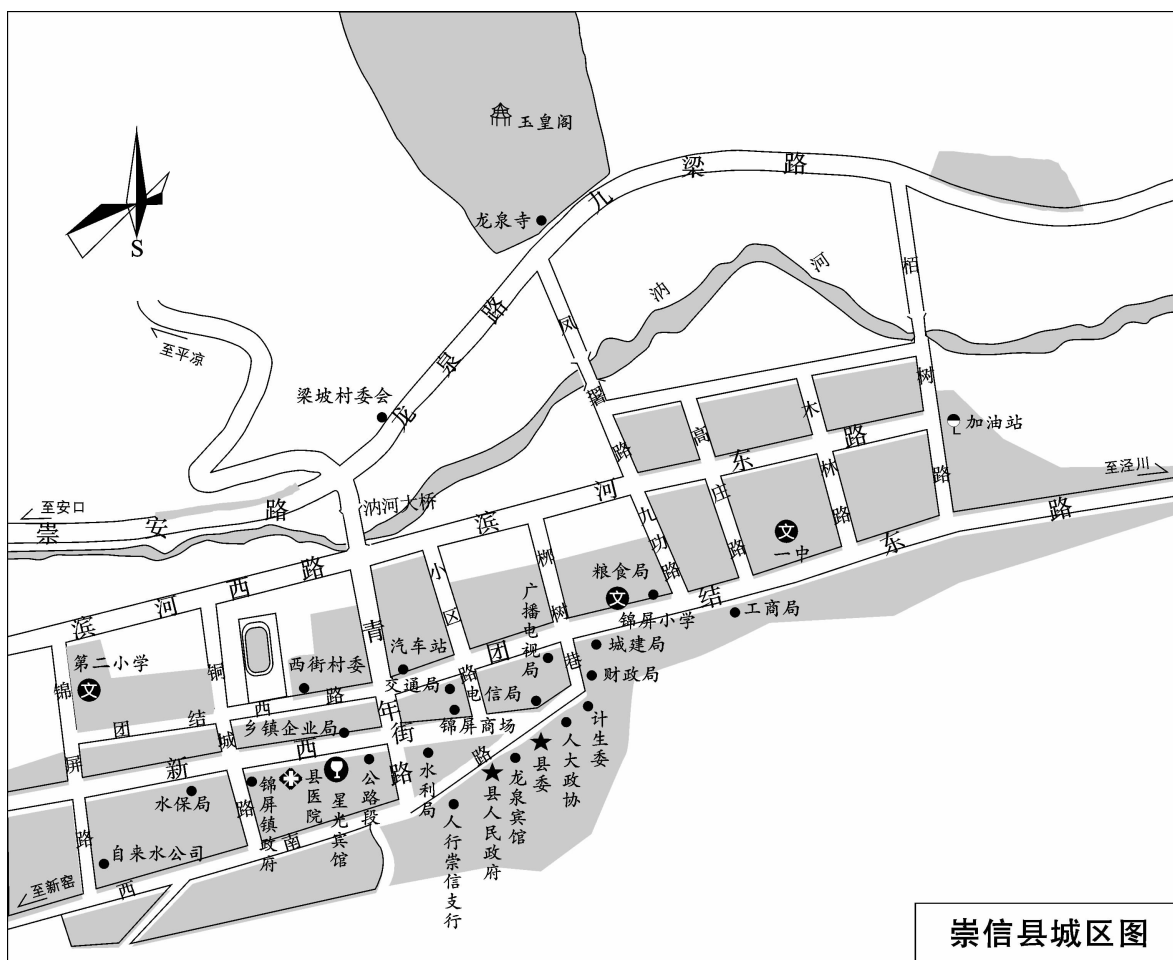 玉皇阁
龙泉寺
九梁路
S
至平凉
汭河
栢树路
凤翥路
龙泉路
梁坡村委会
加油站
至泾川
高庄路
木林路
滨河东路
至安口
崇安路
汭河大桥
滨河西路
九功路
一中
文
团结东路
工商局
粮食局
文
锦屏小学
城建局
财政局
小区路
柳树巷
广播电视局
汽车站
交通局
电信局
锦屏商场
青年街
第二小学
文
锦屏路
铜城路
西街村委
团结西路
乡镇企业局
新西街
水保局
锦屏镇政府
县医院
星光宾馆
公路段
水利局
人行崇信支行
县人民政府
龙泉宾馆
县委
人大政协
计生委
自来水公司
至新窑
西南路
路
崇信县城区图